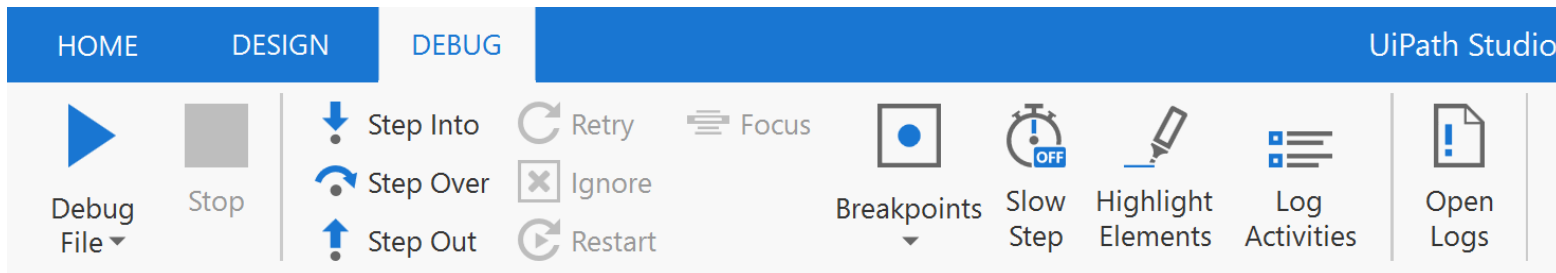 HOME DESIGN DEBUG UiPath Studio
Step Into Retry Focus
Step Over Ignore
Step Out Restart
Debug
File
Stop
Breakpoints
Slow
Step
OFF
Highlight
Elements
Log
Activities
Open
Logs